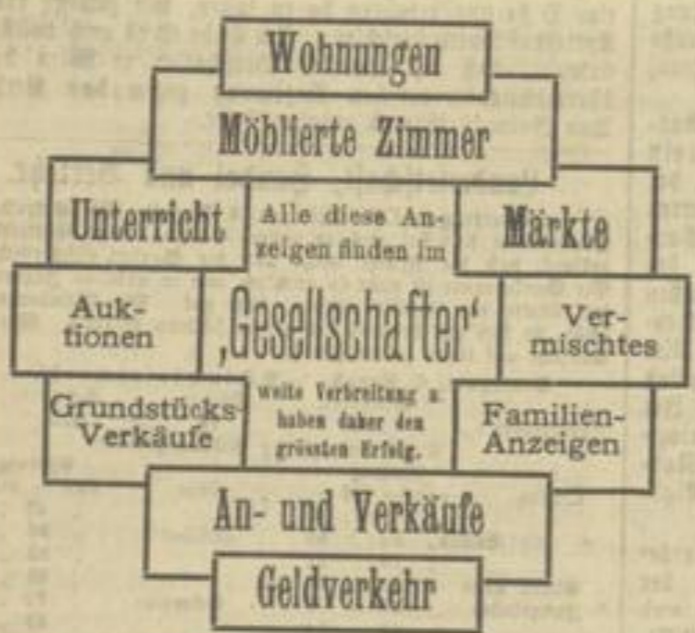 Wohnungen
Möblierte Zimmer
Unterricht
Alle diese An-
zeigen finden im
Märkte
Auk-
tionen
‚Gesellschafter‘
Ver-
mischtes
Grundstücks-
Verkäufe
weite Verbreitung u.
haben daher den
grössten Erfolg.
Familien-
Anzeigen
An- und Verkäufe
Geldverkehr